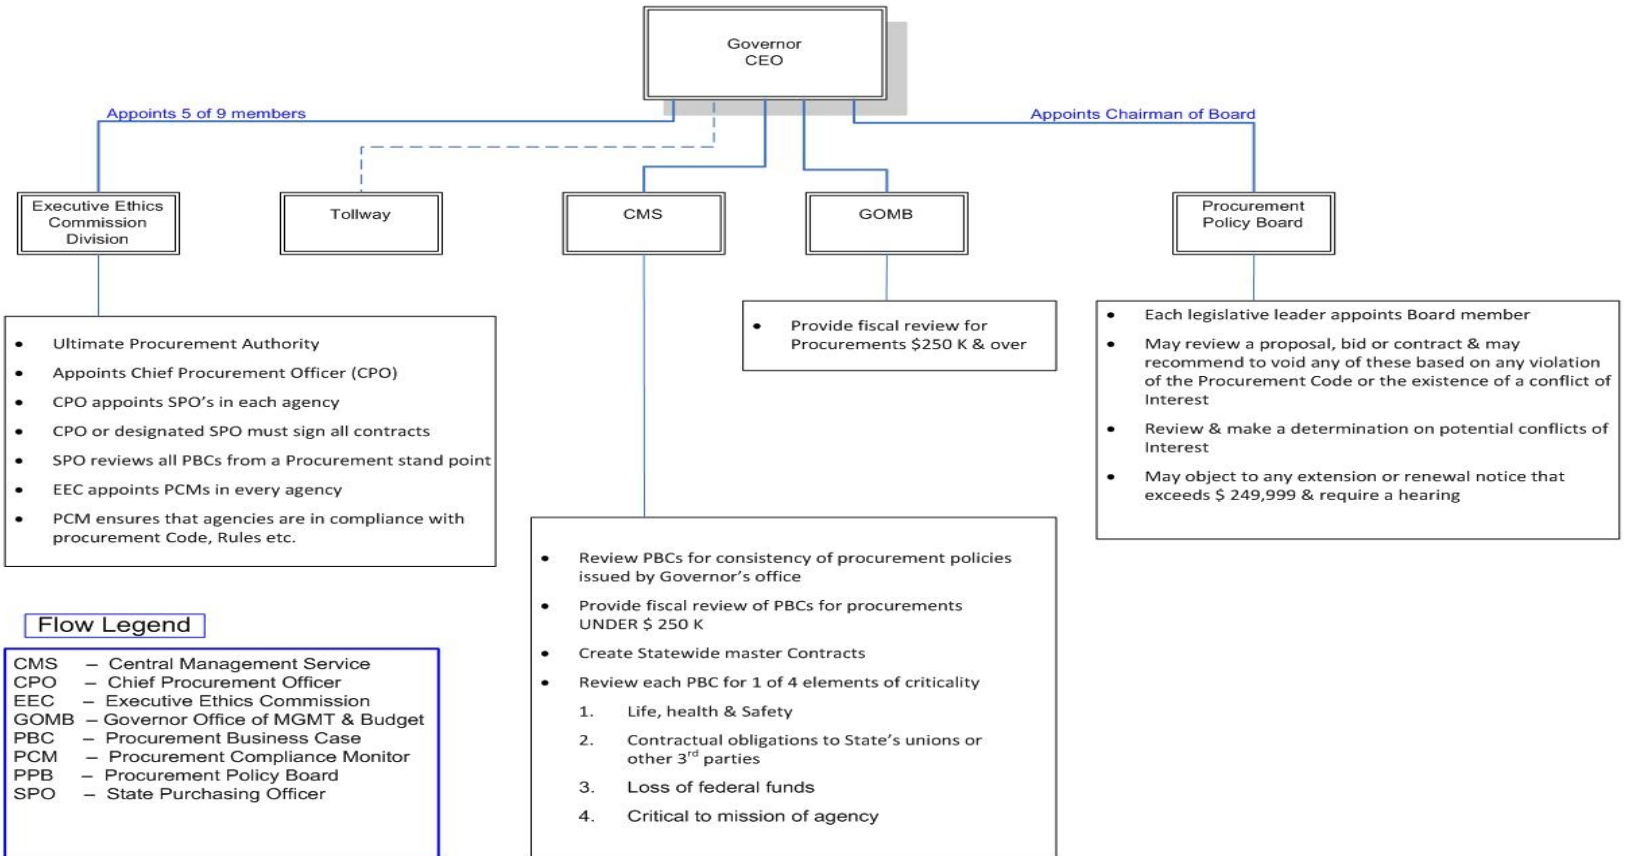 Governor
CEO
Appoints 5 of 9 members
Appoints Chairman of Board
Executive Ethics
Commission
Division
Tollway
CMS
GOMB
Procurement
Policy Board
• Ultimate Procurement Authority
• Appoints Chief Procurement Officer (CPO)
• CPO appoints SPO’s in each agency
• CPO or designated SPO must sign all contracts
• SPO reviews all PBCs from a Procurement stand point
• EEC appoints PCMs in every agency
• PCM ensures that agencies are in compliance with
procurement Code, Rules etc.
• Provide fiscal review for
Procurements $250 K & over
• Each legislative leader appoints Board member
• May review a proposal, bid or contract & may
recommend to void any of these based on any violation
of the Procurement Code or the existence of a conflict of
Interest
• Review & make a determination on potential conflicts of
Interest
• May object to any extension or renewal notice that
exceeds $ 249,999 & require a hearing
• Review PBCs for consistency of procurement policies
issued by Governor’s office
• Provide fiscal review of PBCs for procurements
UNDER $ 250 K
• Create Statewide master Contracts
• Review each PBC for 1 of 4 elements of criticality
1. Life, health & Safety
2. Contractual obligations to State’s unions or
other 3rd parties
3. Loss of federal funds
4. Critical to mission of agency
Flow Legend
CMS – Central Management Service
CPO – Chief Procurement Officer
EEC – Executive Ethics Commission
GOMB – Governor Office of MGMT & Budget
PBC – Procurement Business Case
PCM – Procurement Compliance Monitor
PPB – Procurement Policy Board
SPO – State Purchasing Officer